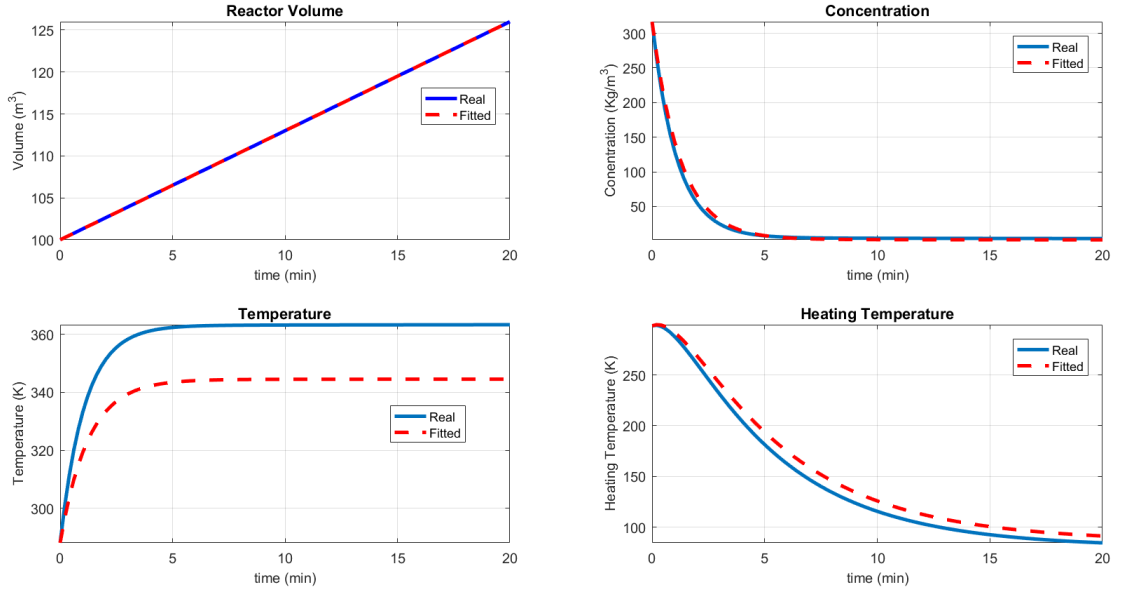 Reactor Volume
125
120
115
110
105
100
Volume (m³)
Real
Fitted
0
5
10
15
20
time (min)
Concentration
300
250
200
150
100
50
Conentration (Kg/m³)
Real
Fitted
0
5
10
15
20
time (min)
Temperature
360
340
320
300
Temperature (K)
Real
Fitted
0
5
10
15
20
time (min)
Heating Temperature
250
200
150
100
Heating Temperature (K)
Real
Fitted
0
5
10
15
20
time (min)